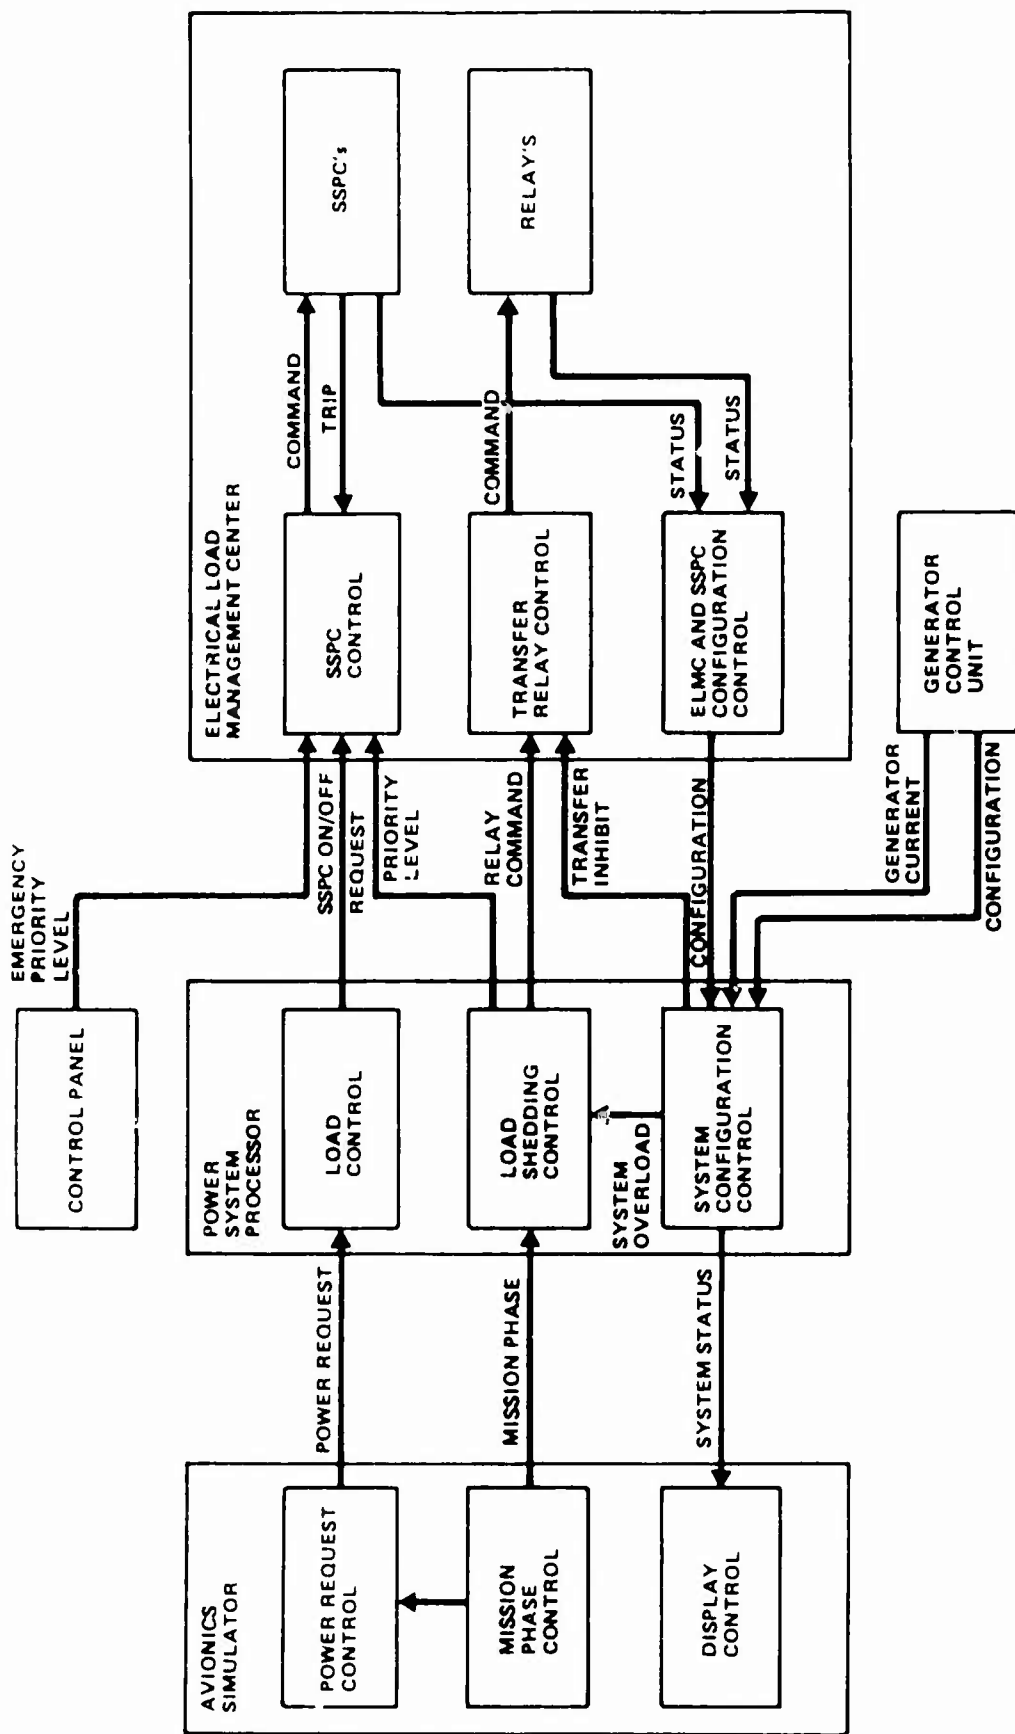 AVIONICS
SIMULATOR
POWER REQUEST
CONTROL
MISSION
PHASE
CONTROL
DISPLAY
CONTROL
POWER REQUEST
MISSION PHASE
SYSTEM STATUS
CONTROL PANEL
EMERGENCY
PRIORITY
LEVEL
POWER
SYSTEM
PROCESSOR
LOAD
CONTROL
LOAD
SHEDDING
CONTROL
SYSTEM
OVERLOAD
SYSTEM
CONFIGURATION
CONTROL
SSPC ON/OFF
REQUEST
PRIORITY
LEVEL
RELAY
COMMAND
TRANSFER
INHIBIT
CONFIGURATION
GENERATOR
CURRENT
CONFIGURATION
ELECTRICAL LOAD
MANAGEMENT CENTER
SSPC
CONTROL
TRANSFER
RELAY CONTROL
ELMC AND SSPC
CONFIGURATION
CONTROL
GENERATOR
CONTROL
UNIT
COMMAND
TRIP
COMMAND
STATUS
STATUS
SSPC's
RELAY'S